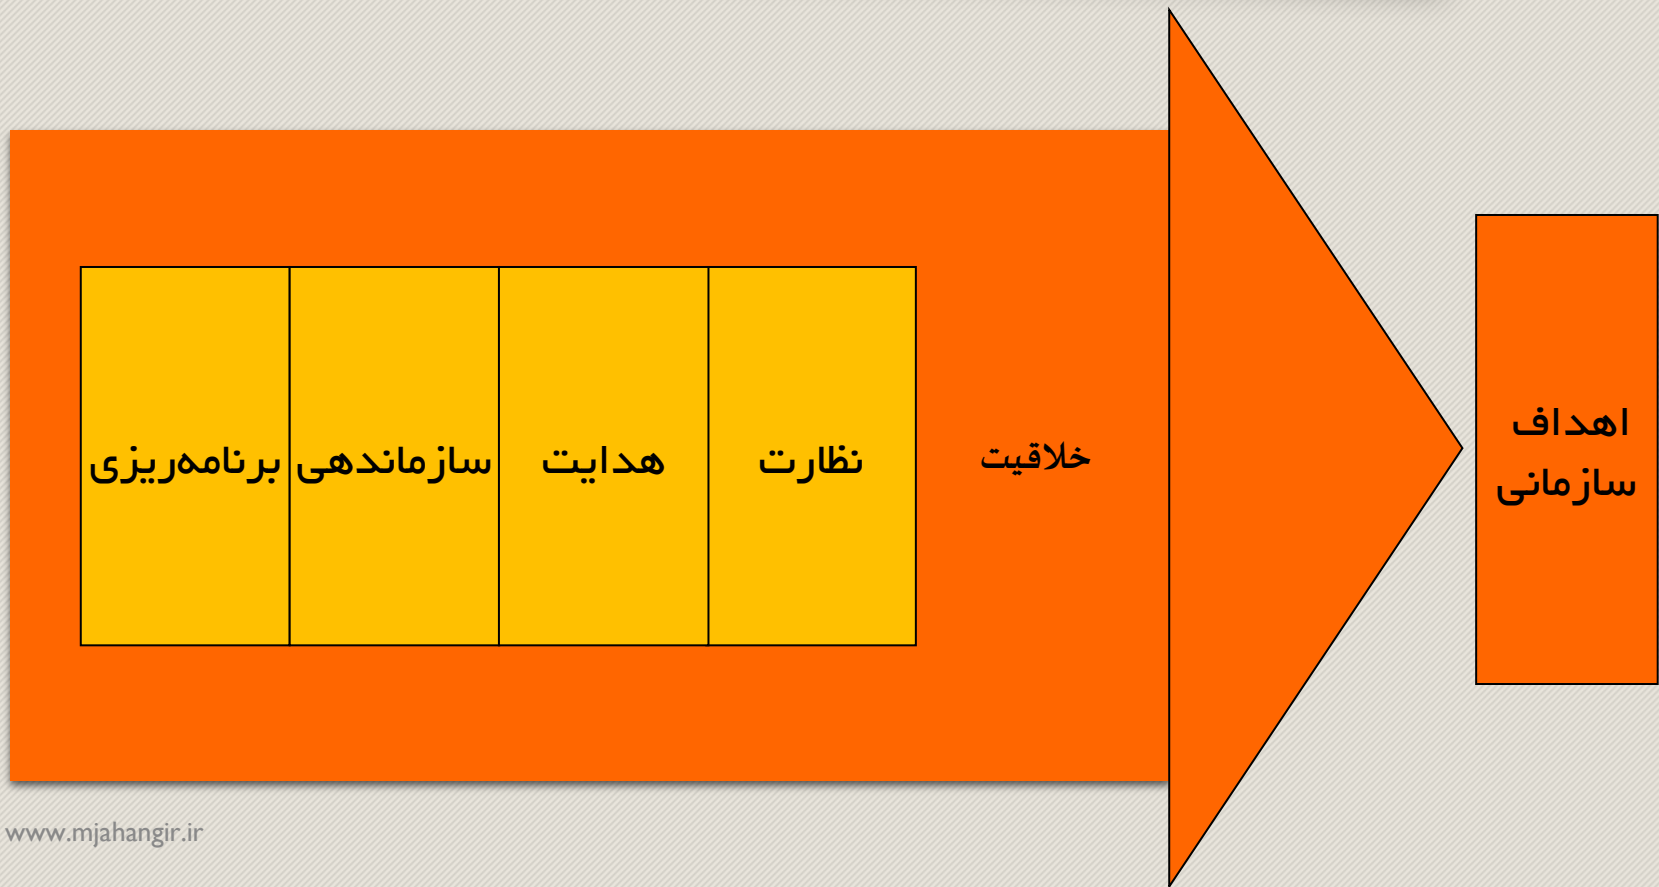 برنامه‌ریزی
سازماندهی
هدایت
نظارت
خلاقیت
اهداف
سازمانی
www.mjahangir.ir